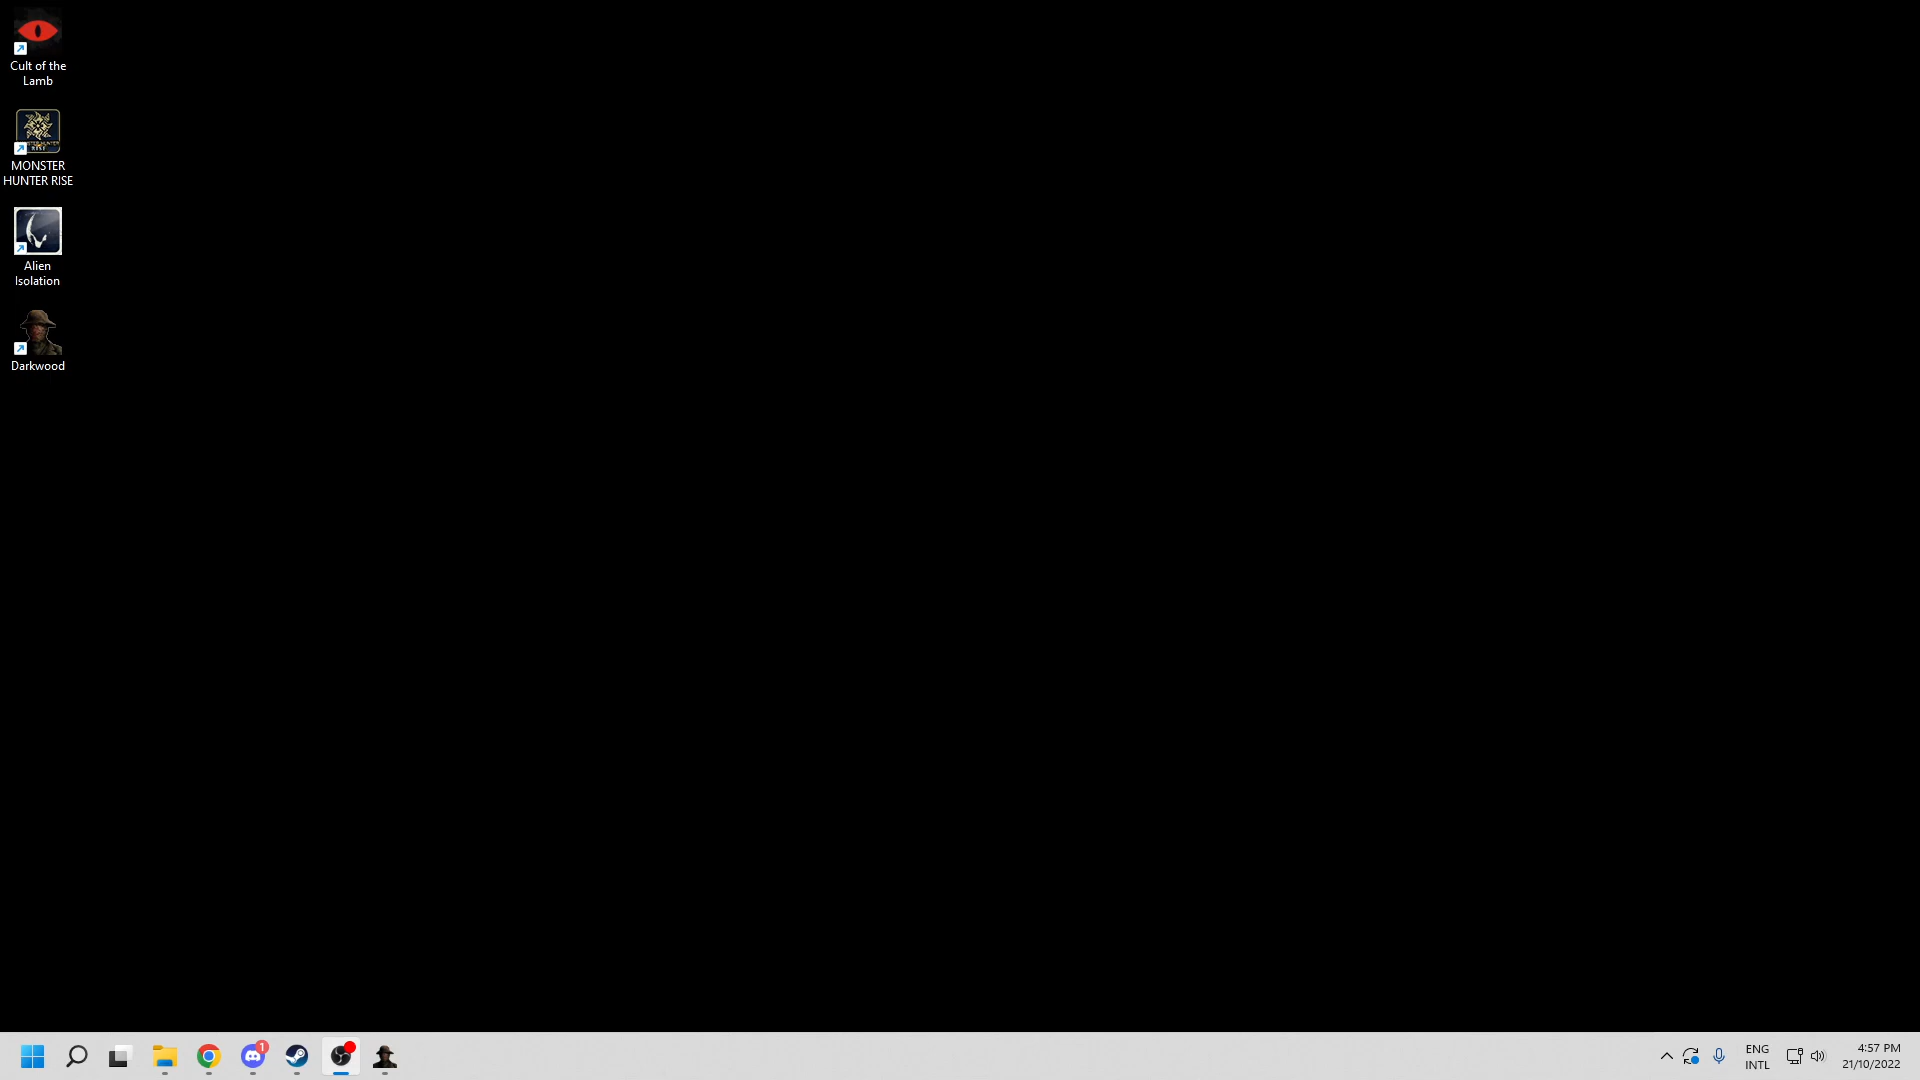 Cult of the
Lamb
MONSTER
HUNTER RISE
Alien
Isolation
Darkwood
1
ENG
INTL
4:57 PM
21/10/2022